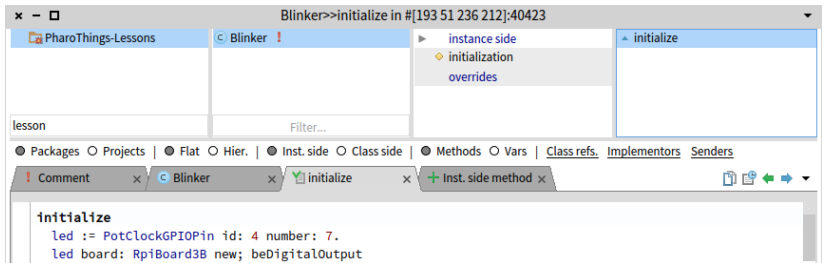 Blinker>>initialize in #[193 51 236 212]:40423
PharoThings-Lessons
Blinker !
instance side
initialize
initialization
overrides
lesson
Filter...
Packages Projects | Flat Hier. | Inst. side Class side | Methods Vars | Class refs. Implementors Senders
! Comment x C Blinker x initialize x + Inst. side method x
initialize
led := PotClockGPIOPin id: 4 number: 7.
led board: RpiBoard3B new; beDigitalOutput